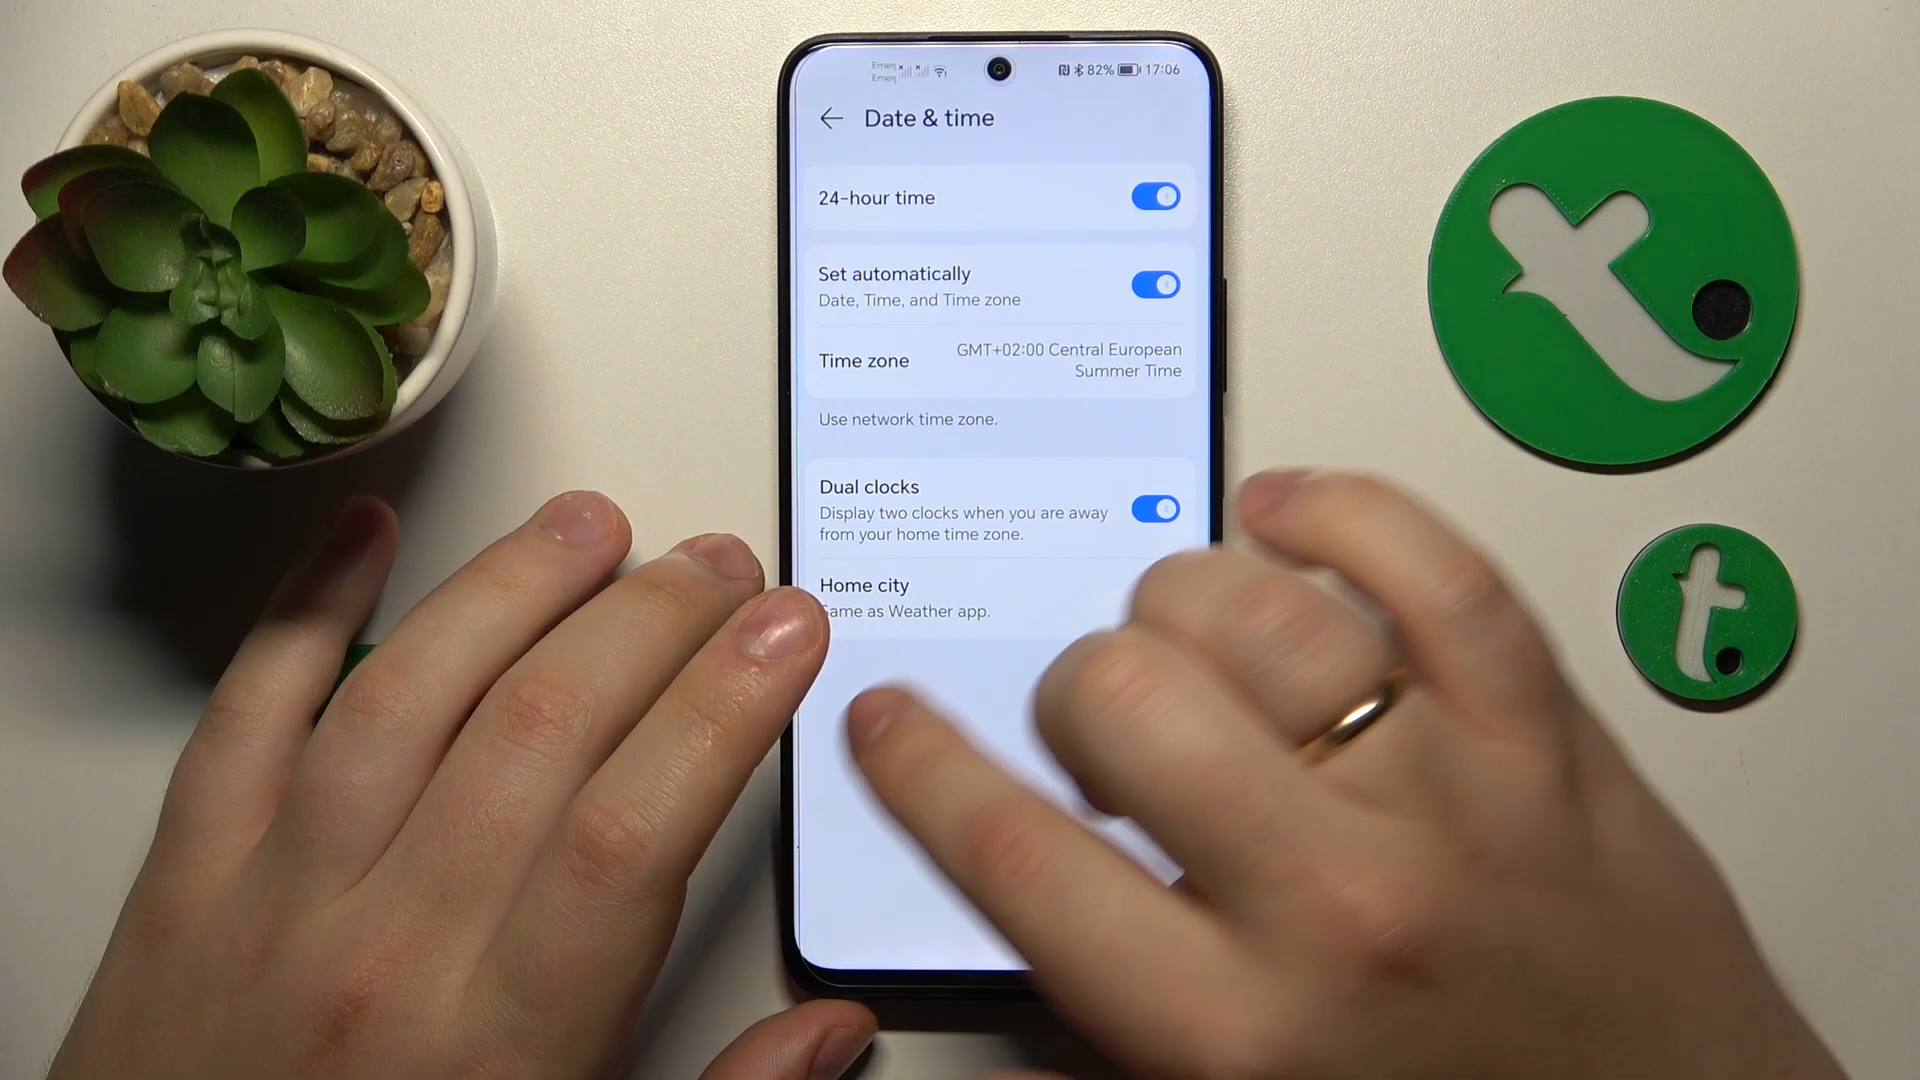 Emer
Emer
82% 17:06
Date & time
24-hour time
Set automatically
Date, Time, and Time zone
Time zone
GMT+02:00 Central European
Summer Time
Use network time zone.
Dual clocks
Display two clocks when you are away
from your home time zone.
Home city
Same as Weather app.
t
t